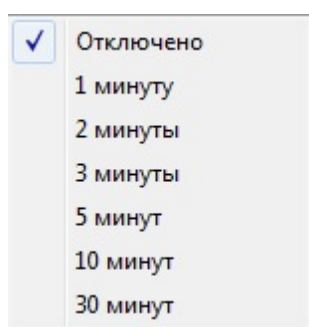 Отключено
1 минуту
2 минуты
3 минуты
5 минут
10 минут
30 минут